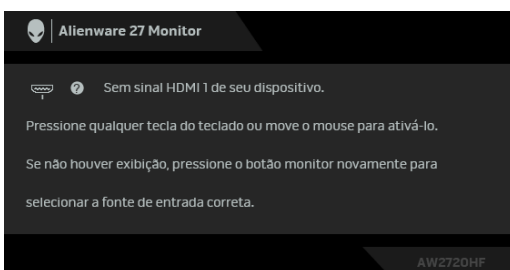 Alienware 27 Monitor
Sem sinal HDMI 1 de seu dispositivo.
Pressione qualquer tecla do teclado ou move o mouse para ativá-lo.
Se não houver exibição, pressione o botão monitor novamente para
selecionar a fonte de entrada correta.
AW2720HF